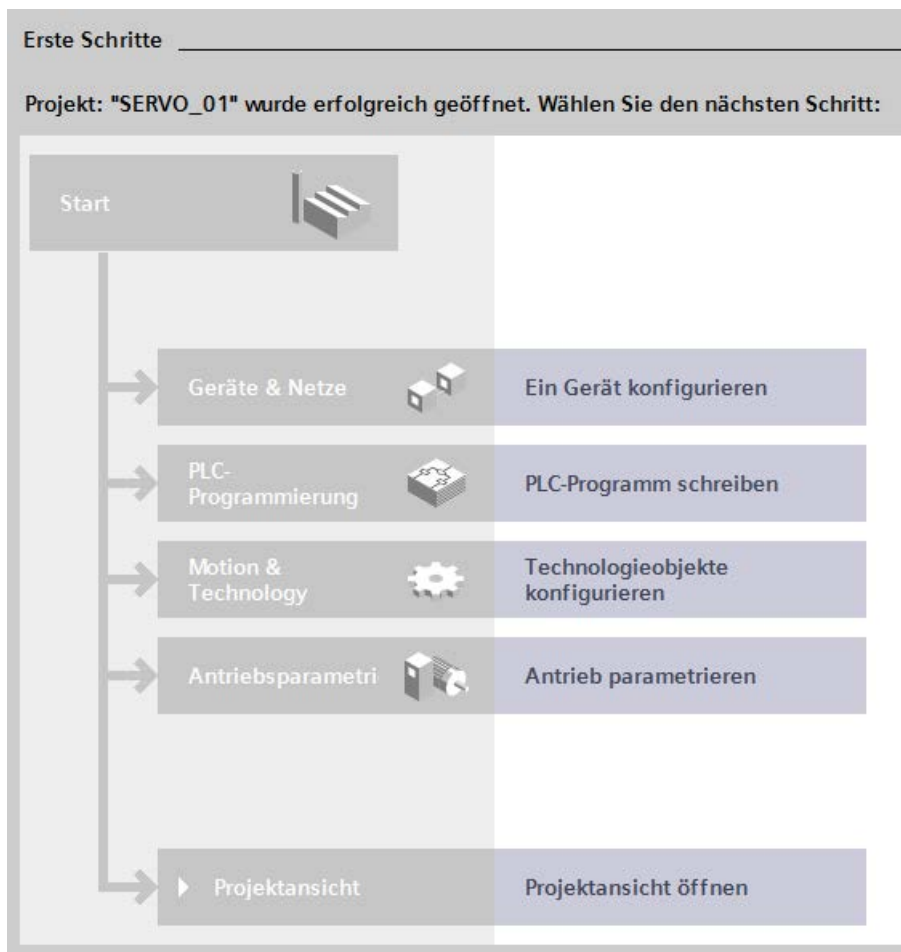 Erste Schritte
Projekt: "SERVO_01" wurde erfolgreich geöffnet. Wählen Sie den nächsten Schritt:
Start
Geräte & Netze
Ein Gerät konfigurieren
PLC-
Programmierung
PLC-Programm schreiben
Motion &
Technology
Technologieobjekte
konfigurieren
Antriebsparametri
Antrieb parametrieren
Projektansicht
Projektansicht öffnen